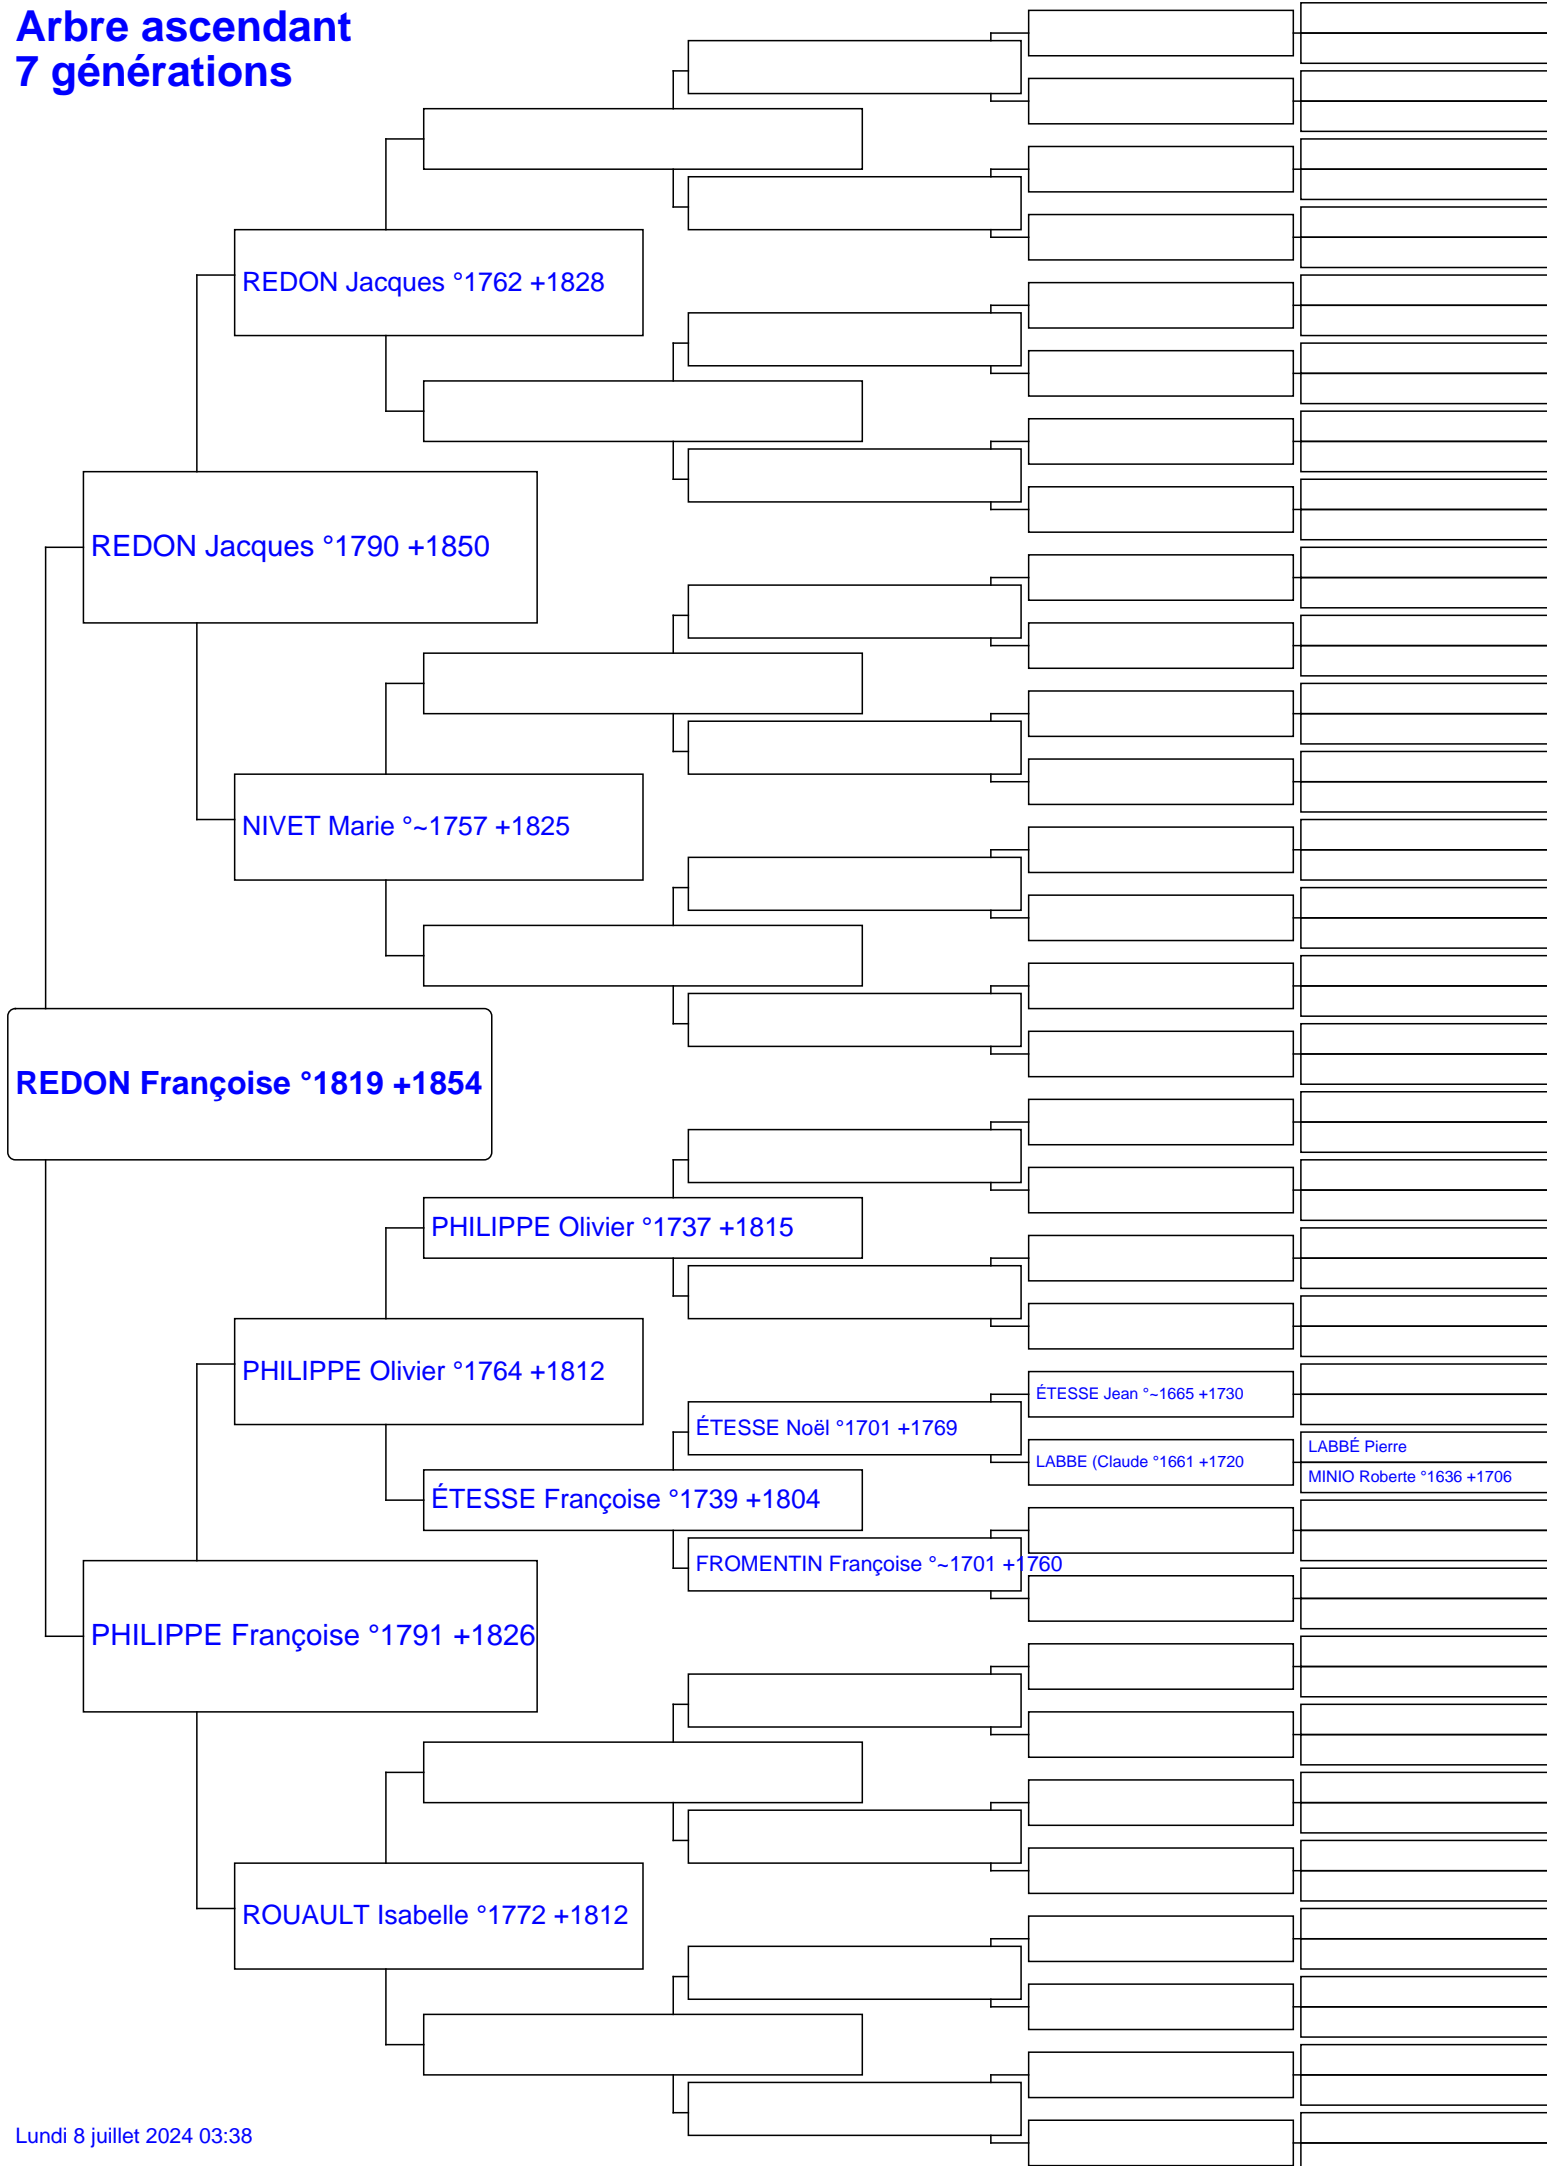 Arbre ascendant
7 générations
REDON Jacques °1762 +1828
REDON Jacques °1790 +1850
NIVET Marie °~1757 +1825
REDON Françoise °1819 +1854
PHILIPPE Olivier °1737 +1815
PHILIPPE Olivier °1764 +1812
ÉTESSE Jean °~1665 +1730
ÉTESSE Noël °1701 +1769
LABBÉ Pierre
LABBE (Claude °1661 +1720
MINIO Roberte °1636 +1706
ÉTESSE Françoise °1739 +1804
FROMENTIN Françoise °~1701 +1760
PHILIPPE Françoise °1791 +1826
ROUAULT Isabelle °1772 +1812
Lundi 8 juillet 2024 03:38